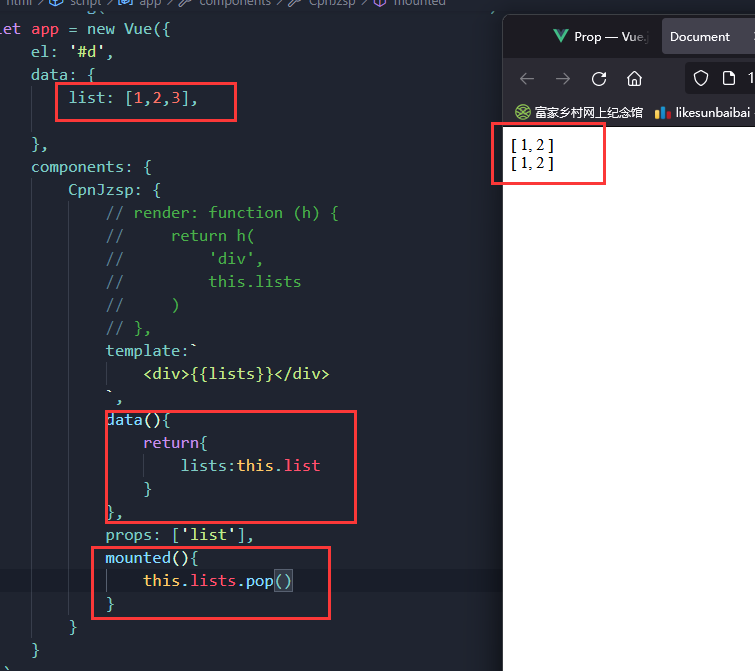 html > script > app > components > CpnJzsp > mounted
let app = new Vue({
el: '#d',
data: {
list: [1,2,3],
},
components: {
CpnJzsp: {
// render: function (h) {
//     return h(
//         'div',
//         this.lists
//     )
// },
template:`
<div>{{lists}}</div>
`,
data(){
return{
lists:this.list
}
},
props: ['list'],
mounted(){
this.lists.pop()
}
}
}
Prop — Vue.j
Document
富家乡村网上纪念馆
likesunbaibai
[ 1, 2 ]
[ 1, 2 ]